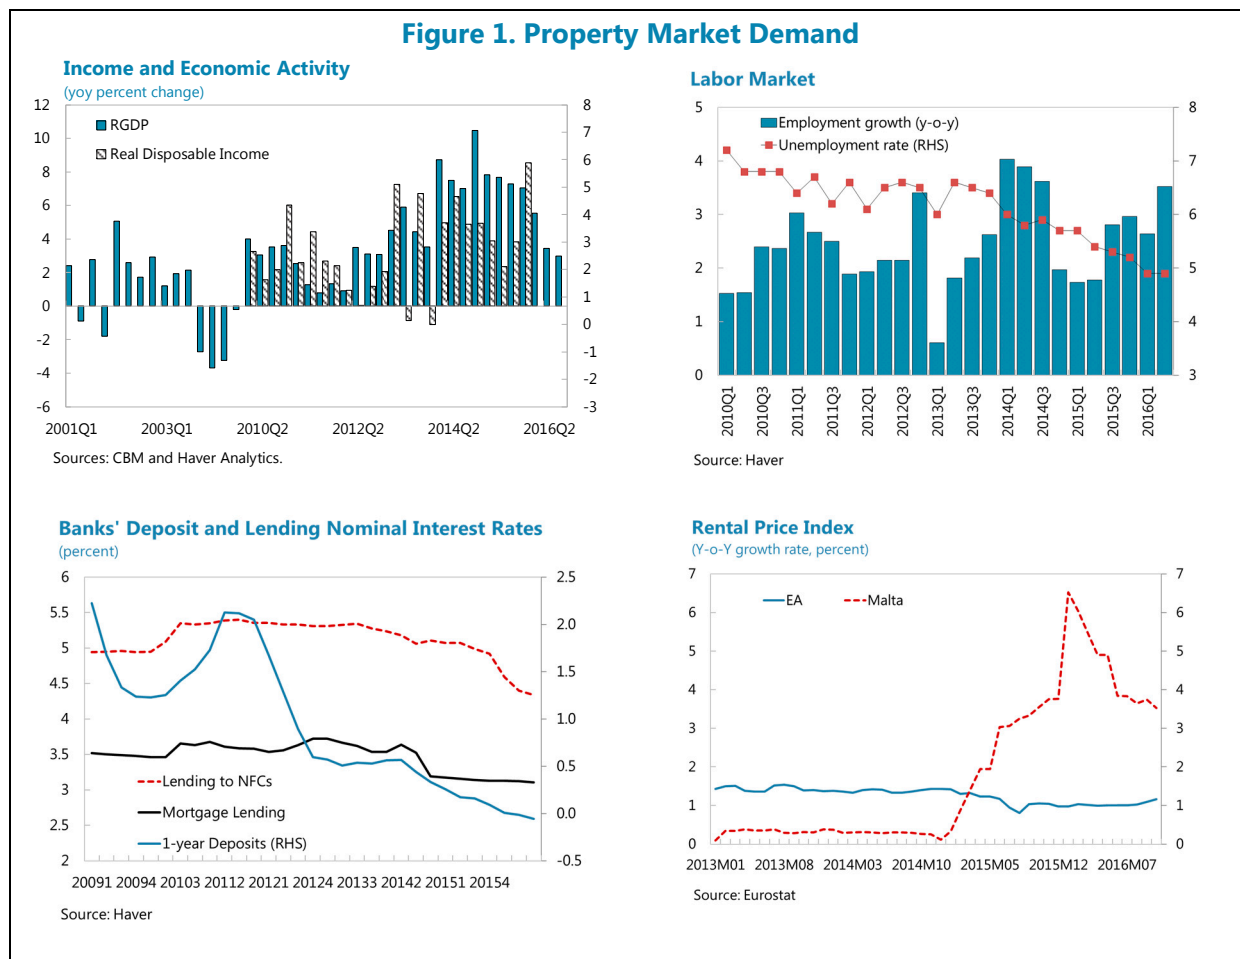 Figure 1. Property Market Demand
Income and Economic Activity
(yoy percent change)
12
10
8
6
4
2
0
-2
-4
-6
8
7
6
5
4
3
2
1
0
-1
-2
-3
RGDP
Real Disposable Income
2001Q1 2003Q1 2010Q2 2012Q2 2014Q2 2016Q2
Sources: CBM and Haver Analytics.
Labor Market
5
4
3
2
1
0
8
7
6
5
4
3
Employment growth (y-o-y)
Unemployment rate (RHS)
2010Q1
2010Q3
2011Q1
2011Q3
2012Q1
2012Q3
2013Q1
2013Q3
2014Q1
2014Q3
2015Q1
2015Q3
2016Q1
Source: Haver
Banks' Deposit and Lending Nominal Interest Rates
(percent)
6
5.5
5
4.5
4
3.5
3
2.5
2
2.5
2.0
1.5
1.0
0.5
0.0
-0.5
Lending to NFCs
Mortgage Lending
1-year Deposits (RHS)
20091 20094 20103 20112 20121 20124 20133 20142 20151 20154
Source: Haver
Rental Price Index
(Y-o-Y growth rate, percent)
7
6
5
4
3
2
1
0
7
6
5
4
3
2
1
0
EA
Malta
2013M01 2013M08 2014M03 2014M10 2015M05 2015M12 2016M07
Source: Eurostat